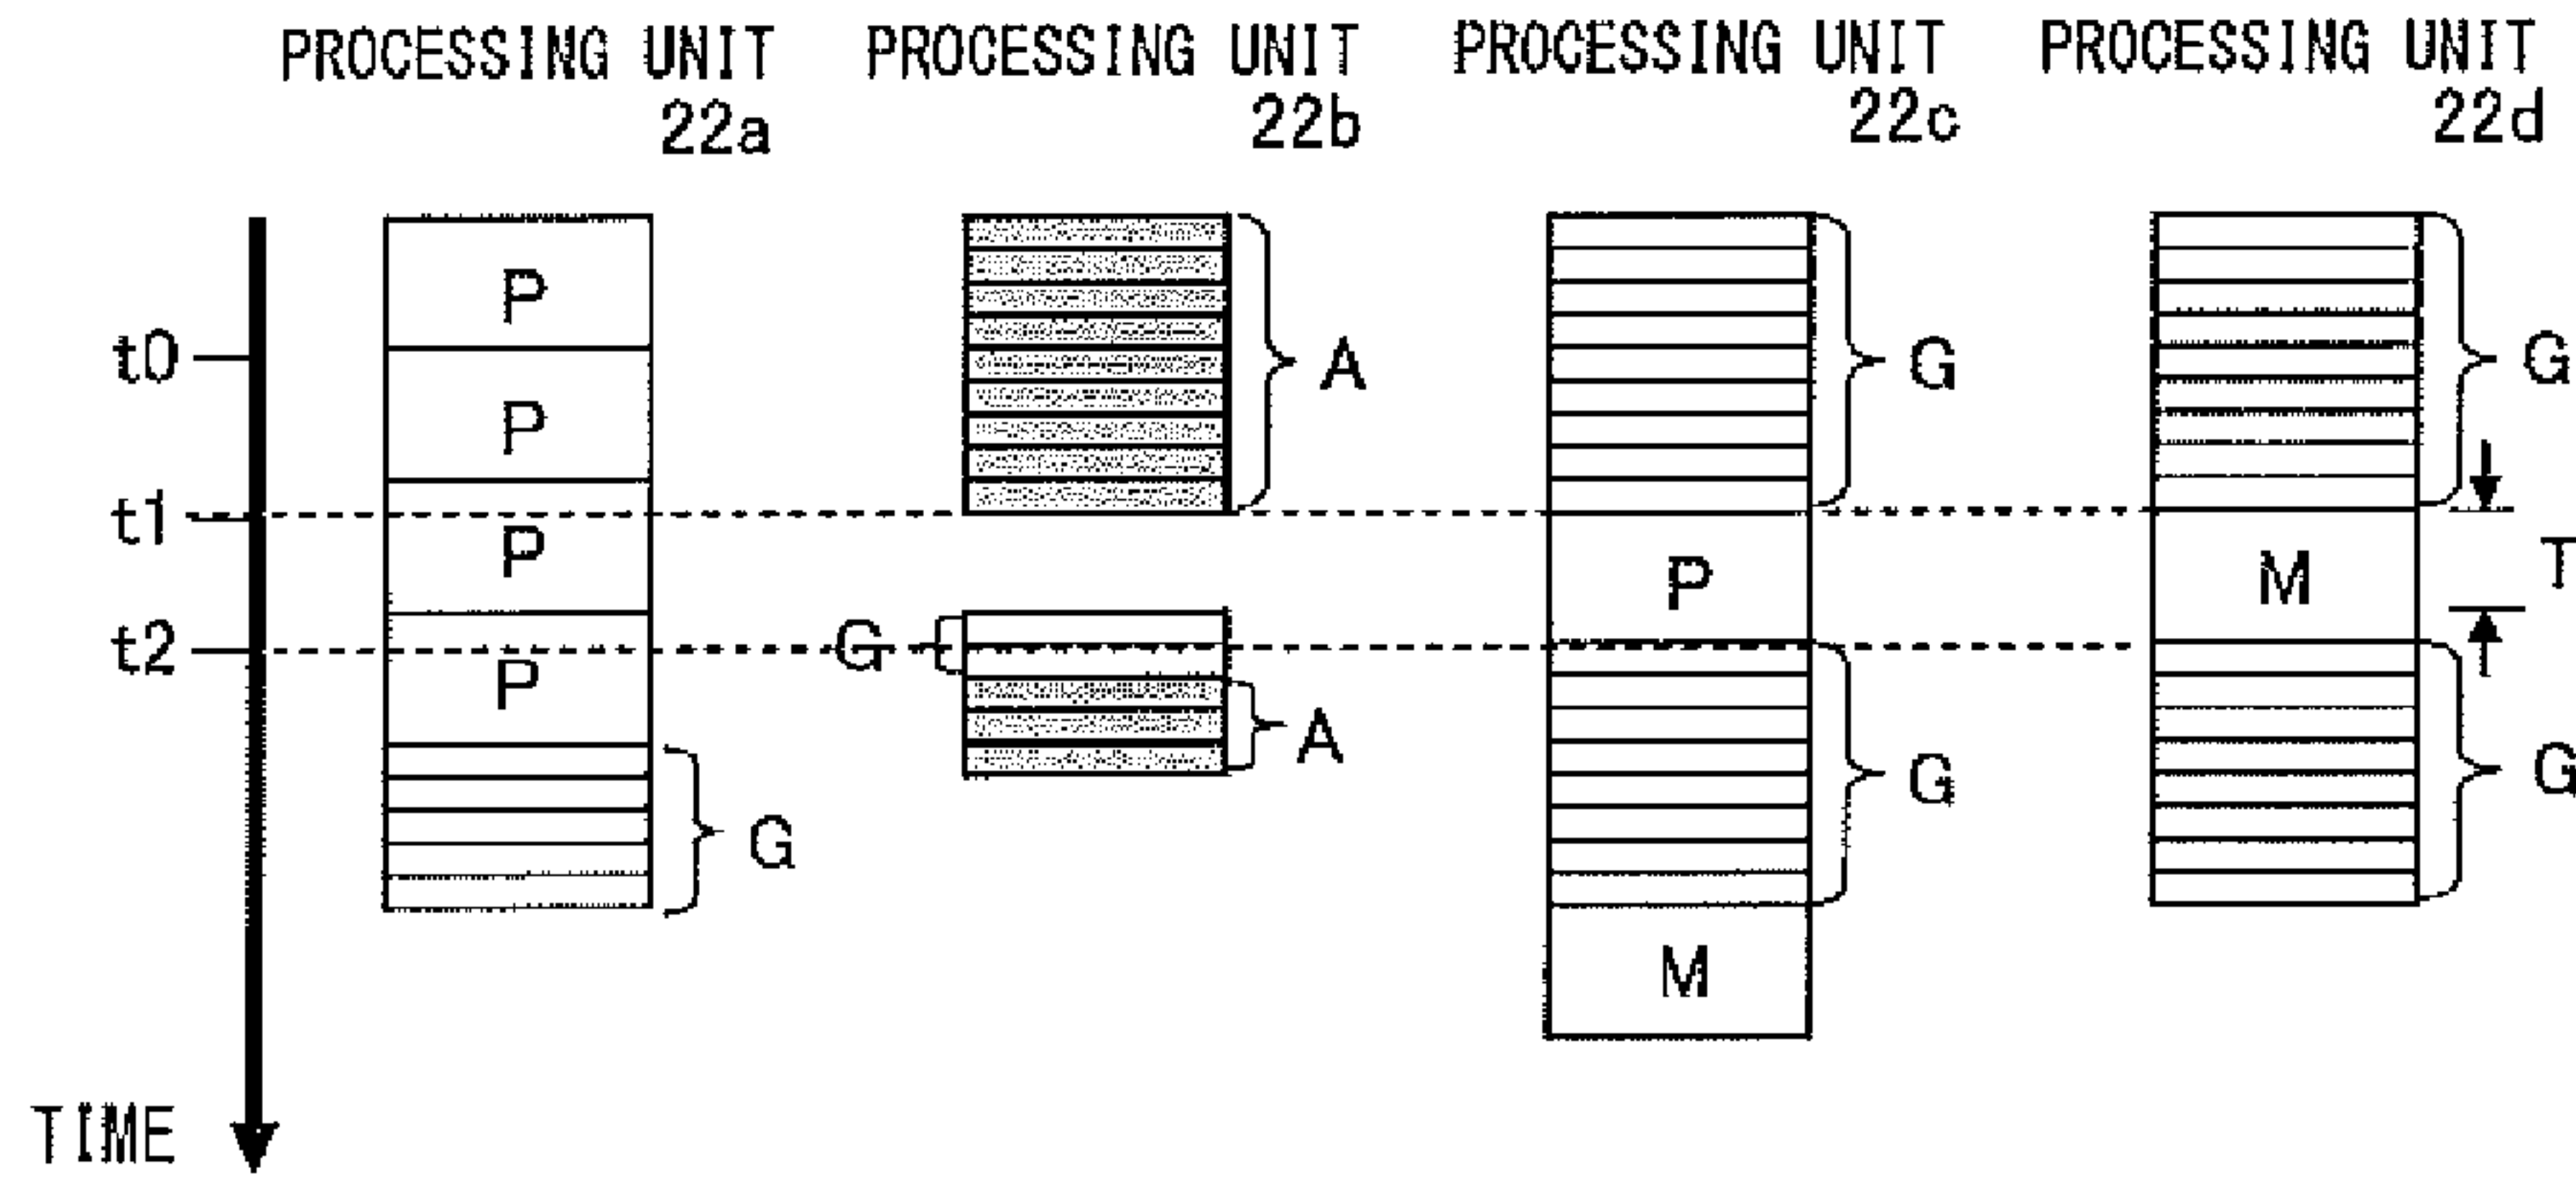 PROCESSING UNIT 22a
PROCESSING UNIT 22b
PROCESSING UNIT 22c
PROCESSING UNIT 22d
t0
t1
t2
TIME
P
P
P
P
G
A
G
A
G
P
G
M
G
M
T
G